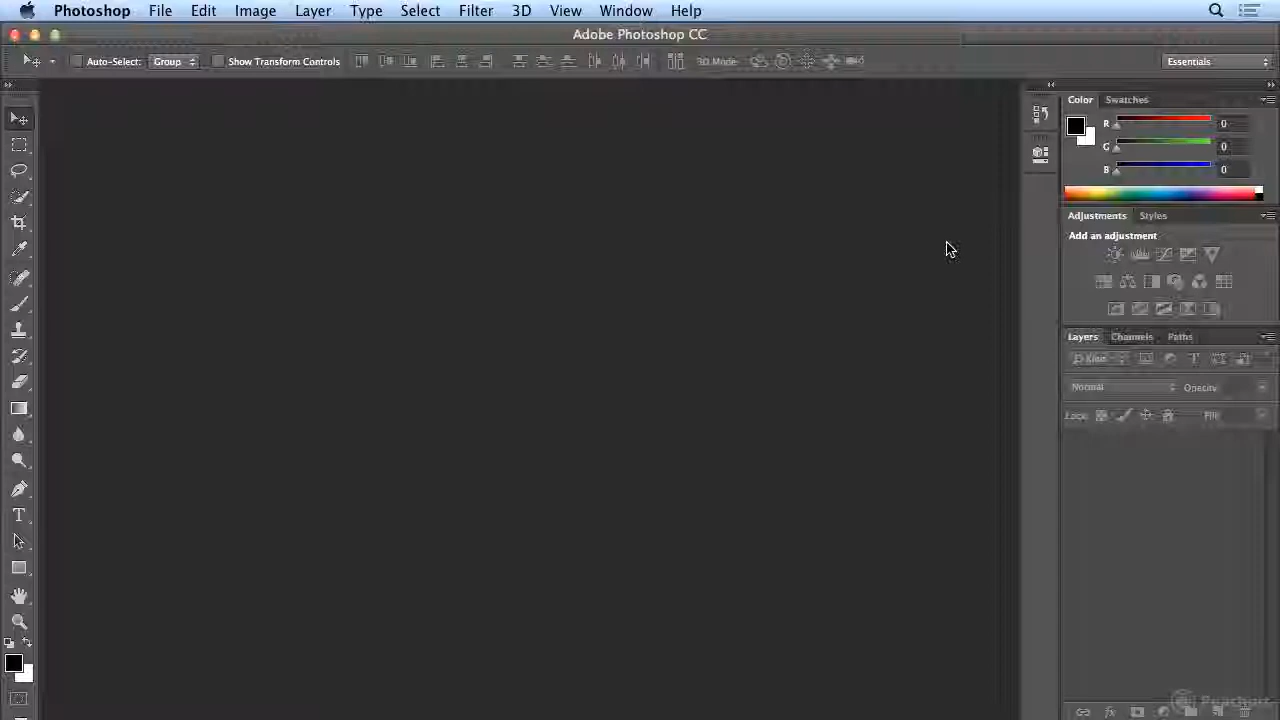 Photoshop File Edit Image Layer Type Select Filter 3D View Window Help
Adobe Photoshop CC
Auto-Select: Group Show Transform Controls 3D Mode: Essentials
Color Swatches
R 0
G 0
B 0
Adjustments Styles
Add an adjustment
Layers Channels Paths
Kind
Normal Opacity:
Lock: Fill:
Peachpit